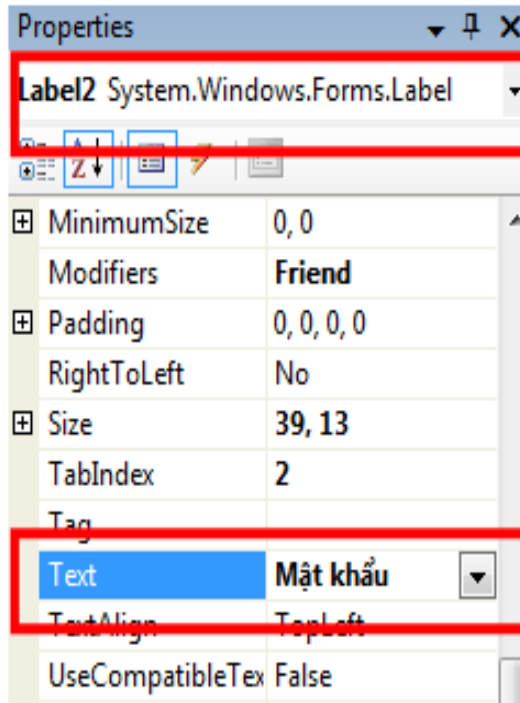 Properties
Label2 System.Windows.Forms.Label
MinimumSize 0, 0
Modifiers Friend
Padding 0, 0, 0, 0
RightToLeft No
Size 39, 13
TabIndex 2
Tag
Text Mật khẩu
TextAlign TopLeft
UseCompatibleTex False